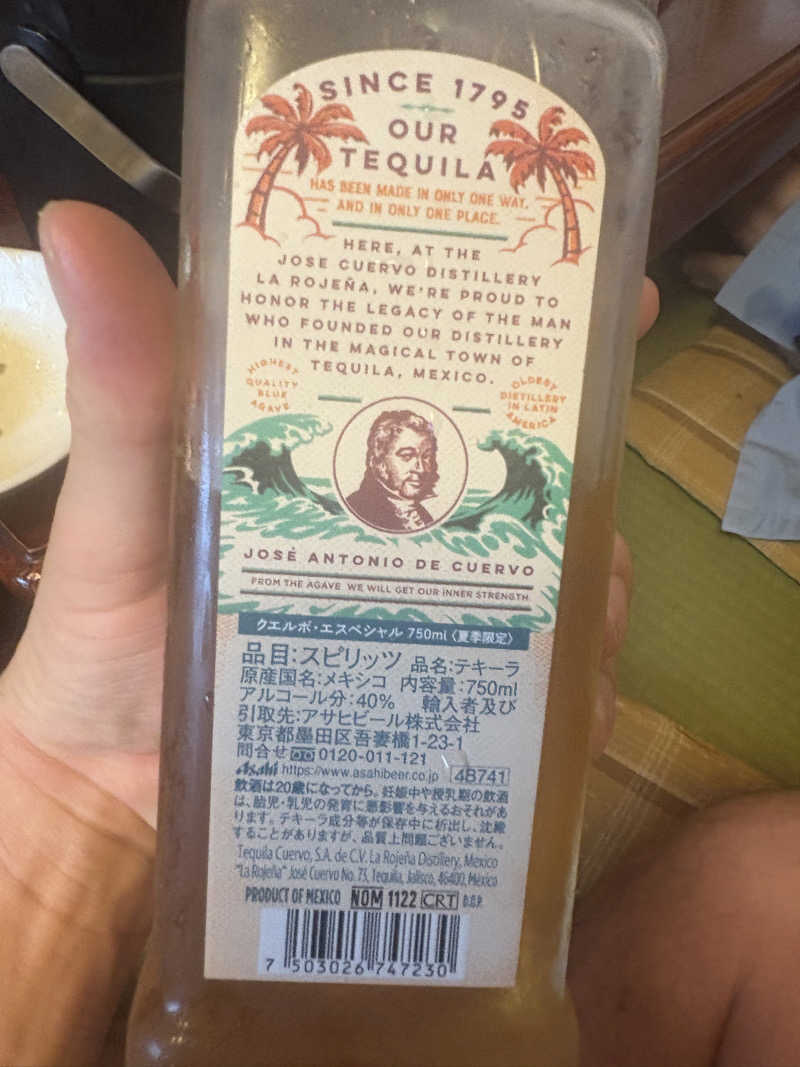 SINCE 1795
OUR
TEQUILA
HAS BEEN MADE IN ONLY ONE WAY,
AND IN ONLY ONE PLACE.
HERE, AT THE
JOSE CUERVO DISTILLERY
LA ROJEÑA, WE'RE PROUD TO
HONOR THE LEGACY OF THE MAN
WHO FOUNDED OUR DISTILLERY
IN THE MAGICAL TOWN OF
TEQUILA, MEXICO.
HIGHEST
QUALITY
BLUE
AGAVE
OLDEST
DISTILLERY
IN LATIN
AMERICA
JOSÉ ANTONIO DE CUERVO
FROM THE AGAVE WE WILL GET OUR INNER STRENGTH
クエルボ・エスペシャル 750ml〈夏季限定〉
品目:スピリッツ 品名:テキーラ
原産国名:メキシコ 内容量:750ml
アルコール分:40% 輸入者及び
引取先:アサヒビール株式会社
東京都墨田区吾妻橋1-23-1
問合せ 0120-011-121
Asahi https://www.asahibeer.co.jp 4B741
飲酒は20歳になってから。妊娠中や授乳期の飲酒
は、胎児・乳児の発育に悪影響を与えるおそれがあ
ります。テキーラ成分等が保存中に析出し、沈殿
することがありますが、品質上問題ございません。
Tequila Cuervo, S.A. de C.V. La Rojeña Distillery, Mexico
"La Rojeña" José Cuervo No. 73, Tequila, Jalisco, 46400, México
PRODUCT OF MEXICO NOM 1122 CRT D.O.P.
7 503026 747230